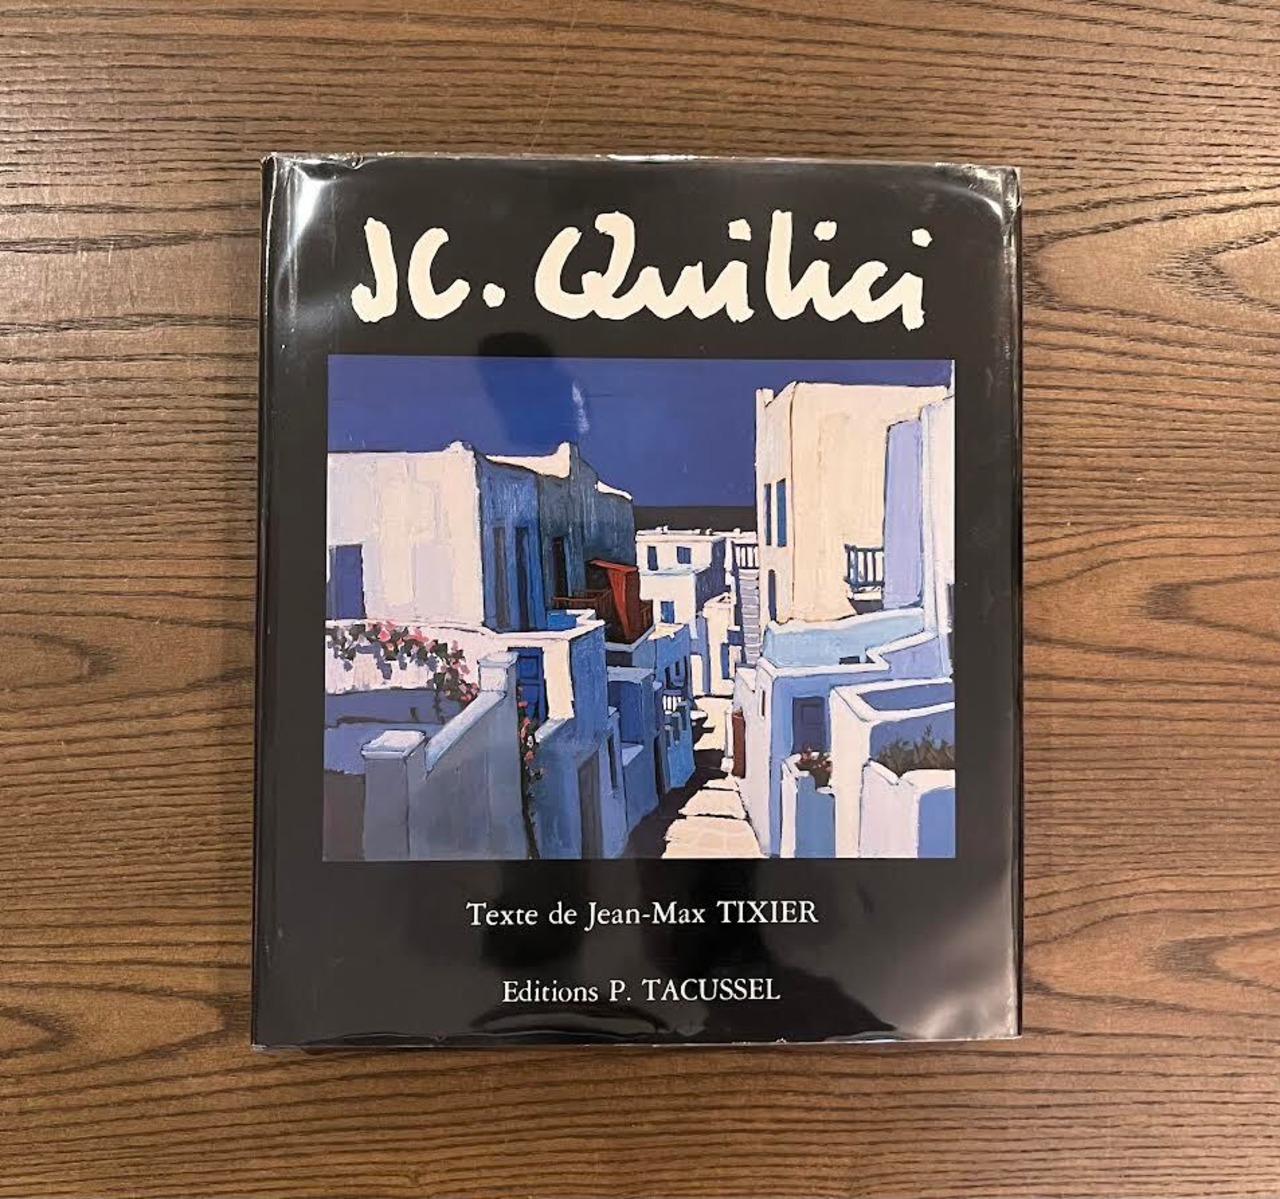 JC. Quilici
Texte de Jean-Max TIXIER
Editions P. TACUSSEL